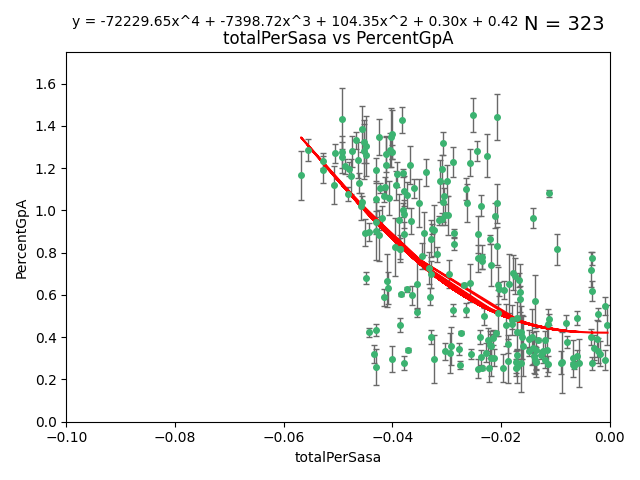 y = -72229.65x^4 + -7398.72x^3 + 104.35x^2 + 0.30x + 0.42 N = 323
totalPerSasa vs PercentGpA
1.6
1.4
1.2
1.0
0.8
0.6
0.4
0.2
0.0
PercentGpA
−0.10 −0.08 −0.06 −0.04 −0.02 0.00
totalPerSasa